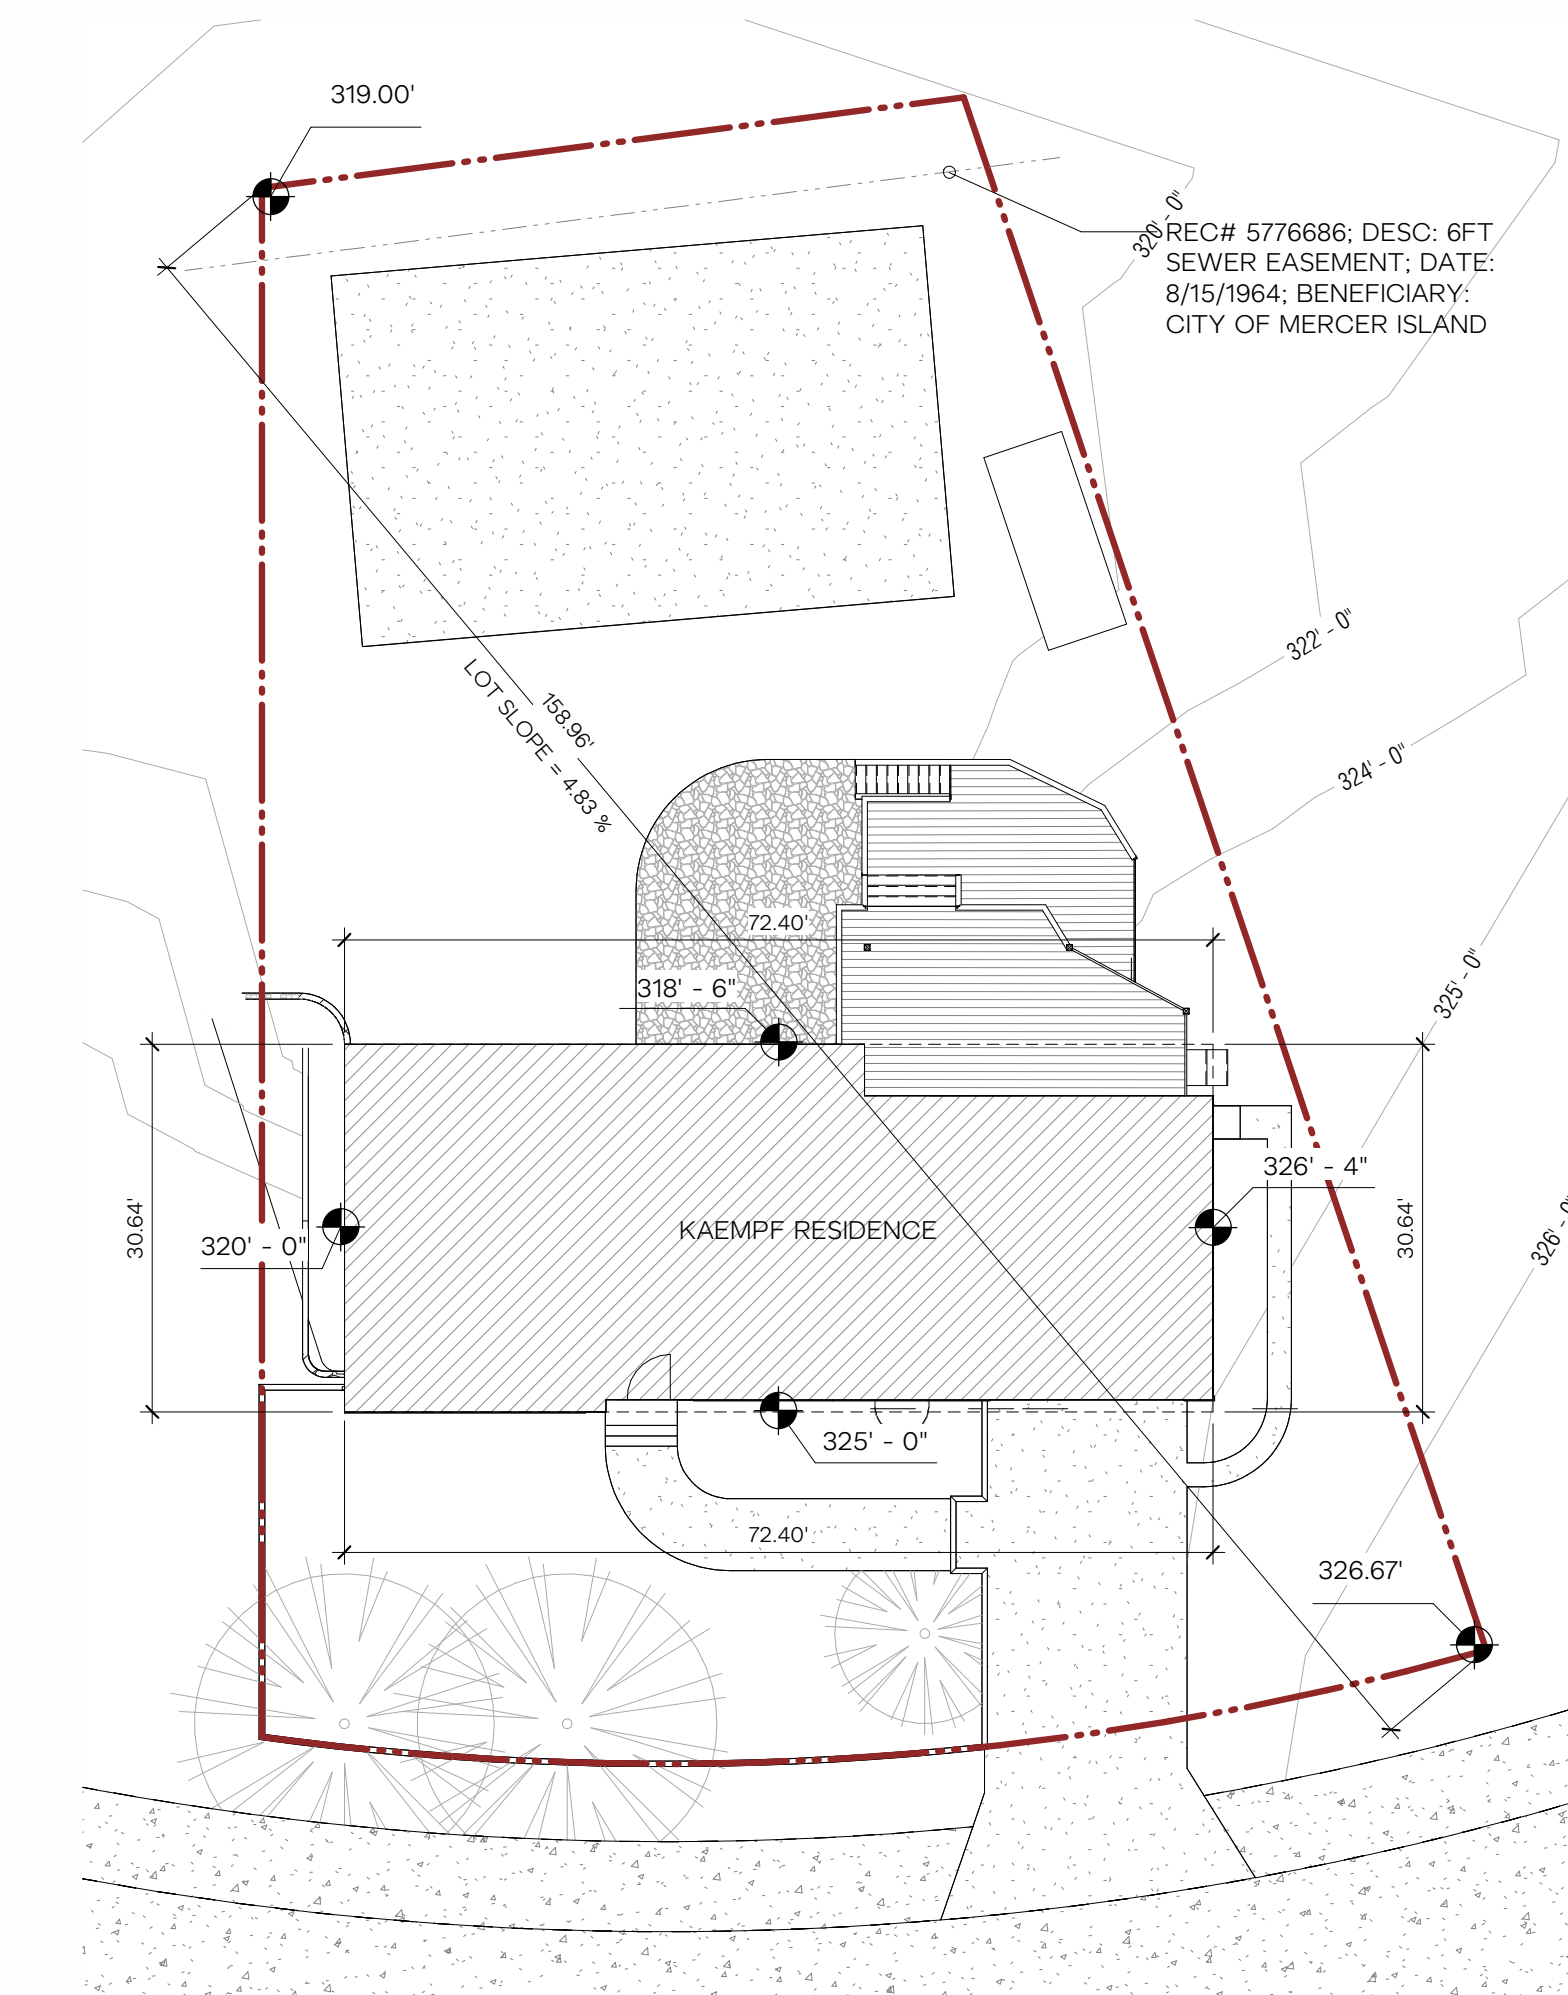 319.00'
320' - 0"
REC# 5776686; DESC: 6FT
SEWER EASEMENT; DATE:
8/15/1964; BENEFICIARY:
CITY OF MERCER ISLAND
322' - 0"
158.96'
LOT SLOPE = 4.83 %
324' - 0"
72.40'
318' - 6"
325' - 0"
326' - 4"
30.64'
320' - 0"
KAEMPF RESIDENCE
30.64'
326' - 0"
325' - 0"
72.40'
326.67'